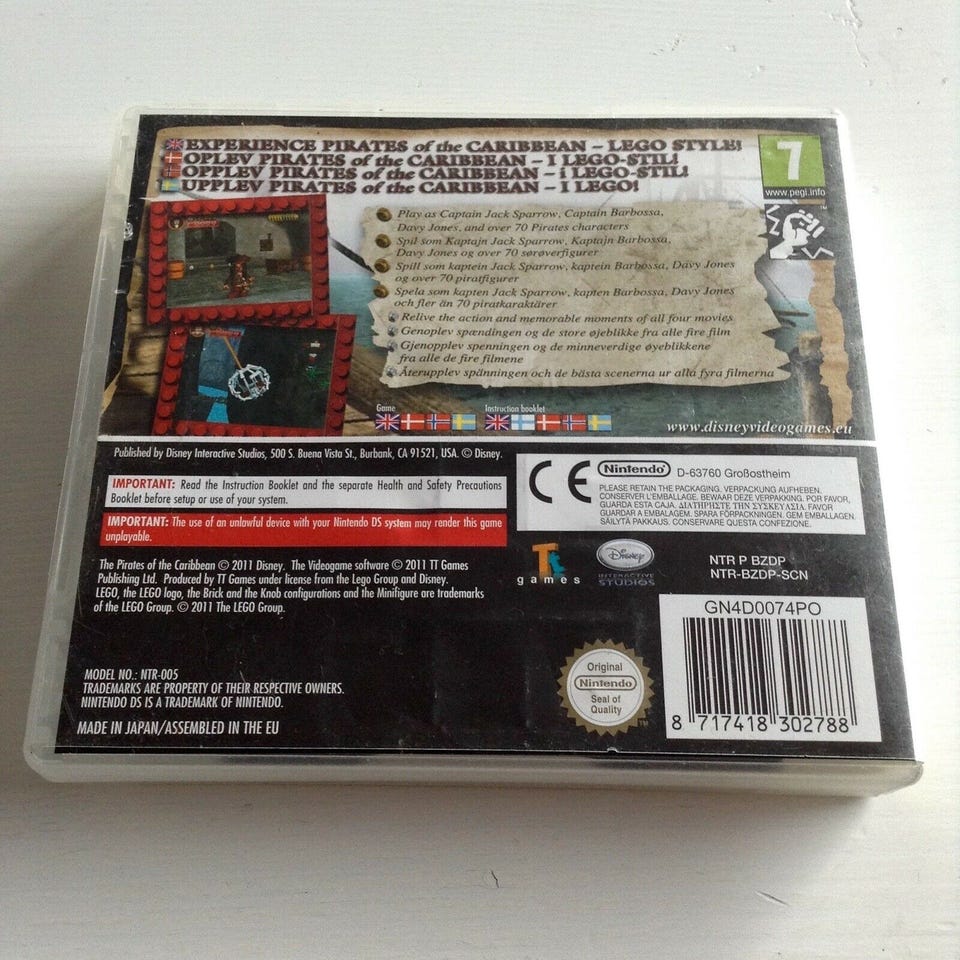 EXPERIENCE PIRATES of the CARIBBEAN – LEGO STYLE!
OPLEV PIRATES of the CARIBBEAN – I LEGO-STIL!
OPPLEV PIRATES of the CARIBBEAN – i LEGO-STIL!
UPPLEV PIRATES of the CARIBBEAN – I LEGO!
7
www.pegi.info
Play as Captain Jack Sparrow, Captain Barbossa,
Davy Jones, and over 70 Pirates characters
Spil som Kaptajn Jack Sparrow, Kaptajn Barbossa,
Davy Jones og over 70 sørøverfigurer
Spill som kaptein Jack Sparrow, kaptein Barbossa, Davy Jones
og over 70 piratfigurer
Spela som kapten Jack Sparrow, kapten Barbossa, Davy Jones
och fler än 70 piratkaraktärer
Relive the action and memorable moments of all four movies
Genoplev spændingen og de store øjeblikke fra alle fire film
Gjenopplev spenningen og de minneverdige øyeblikkene
fra alle de fire filmene
Återupplev spänningen och de bästa scenerna ur alla fyra filmerna
Game
Instruction booklet
www.disneyvideogames.eu
Published by Disney Interactive Studios, 500 S. Buena Vista St., Burbank, CA 91521, USA. © Disney.
IMPORTANT: Read the Instruction Booklet and the separate Health and Safety Precautions
Booklet before setup or use of your system.
IMPORTANT: The use of an unlawful device with your Nintendo DS system may render this game
unplayable.
CE
Nintendo
D-63760 Großostheim
PLEASE RETAIN THE PACKAGING. VERPACKUNG AUFHEBEN.
CONSERVER L'EMBALLAGE. BEWAAR DEZE VERPAKKING. POR FAVOR,
GUARDA ESTA CAJA. ΔΙΑΤΗΡΗΣΤΕ ΤΗΝ ΣΥΣΚΕΥΑΣΙΑ. FAVOR
GUARDAR A EMBALAGEM. SPARA FÖRPACKNINGEN. GEM EMBALLAGEN.
SÄILYTÄ PAKKAUS. CONSERVARE QUESTA CONFEZIONE.
The Pirates of the Caribbean © 2011 Disney. The Videogame software © 2011 TT Games
Publishing Ltd. Produced by TT Games under license from the Lego Group and Disney.
LEGO, the LEGO logo, the Brick and the Knob configurations and the Minifigure are trademarks
of the LEGO Group. © 2011 The LEGO Group.
TT
games
Disney
INTERACTIVE
STUDIOS
NTR P BZDP
NTR-BZDP-SCN
GN4D0074PO
8 717418 302788
Original
Nintendo
Seal of
Quality
TM
MODEL NO.: NTR-005
TRADEMARKS ARE PROPERTY OF THEIR RESPECTIVE OWNERS.
NINTENDO DS IS A TRADEMARK OF NINTENDO.
MADE IN JAPAN/ASSEMBLED IN THE EU